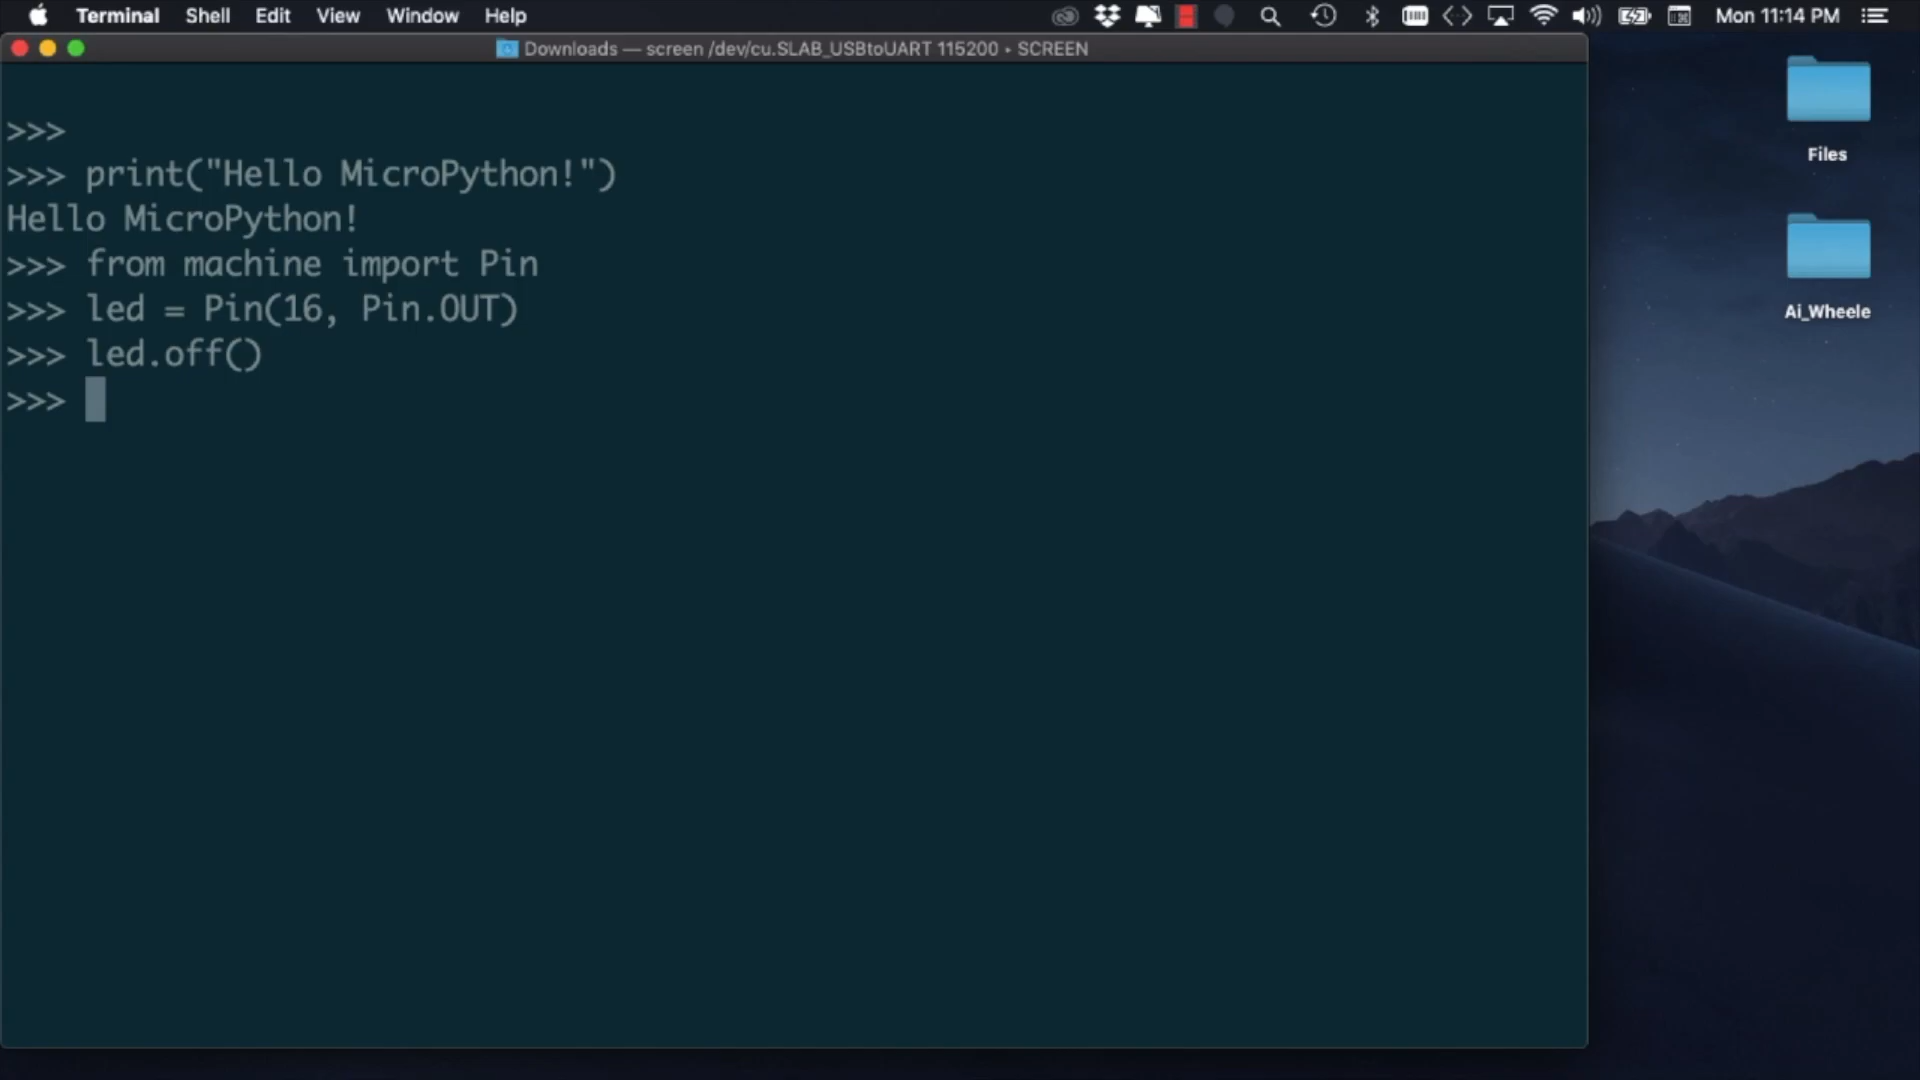 Terminal Shell Edit View Window Help Mon 11:14 PM
Downloads — screen /dev/cu.SLAB_USBtoUART 115200 • SCREEN
>>>
>>> print("Hello MicroPython!")
Hello MicroPython!
>>> from machine import Pin
>>> led = Pin(16, Pin.OUT)
>>> led.off()
>>>
Files
Ai_Wheele